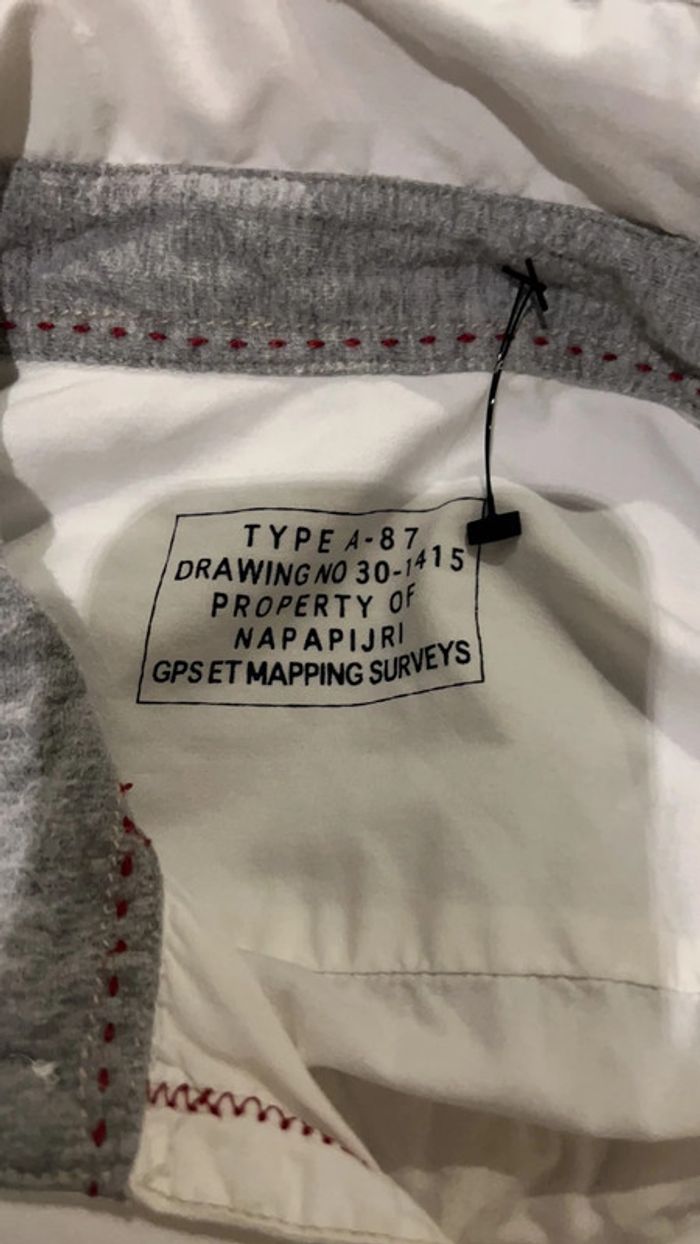 TYPE A-87
DRAWING NO 30-1415
PROPERTY OF
NAPAPIJRI
GPS ET MAPPING SURVEYS